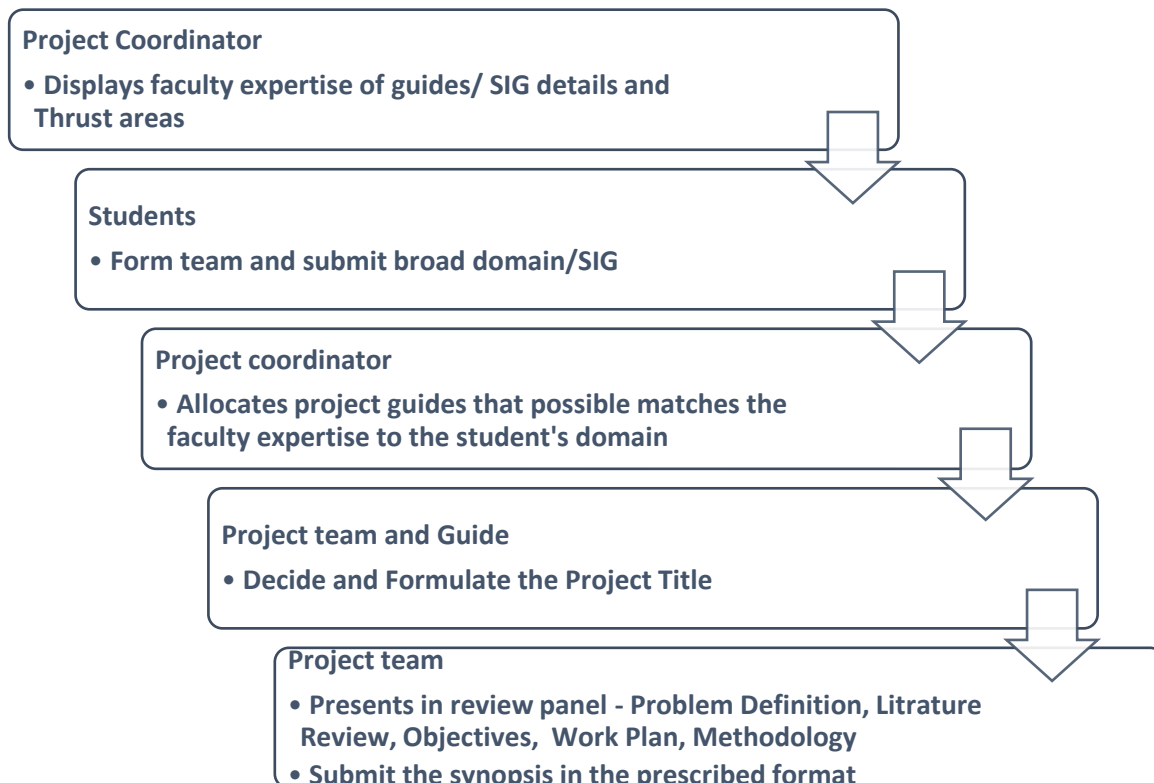 Project Coordinator
• Displays faculty expertise of guides/ SIG details and
Thrust areas
Students
• Form team and submit broad domain/SIG
Project coordinator
• Allocates project guides that possible matches the
faculty expertise to the student's domain
Project team and Guide
• Decide and Formulate the Project Title
Project team
• Presents in review panel - Problem Definition, Litrature
Review, Objectives, Work Plan, Methodology
• Submit the synopsis in the prescribed format